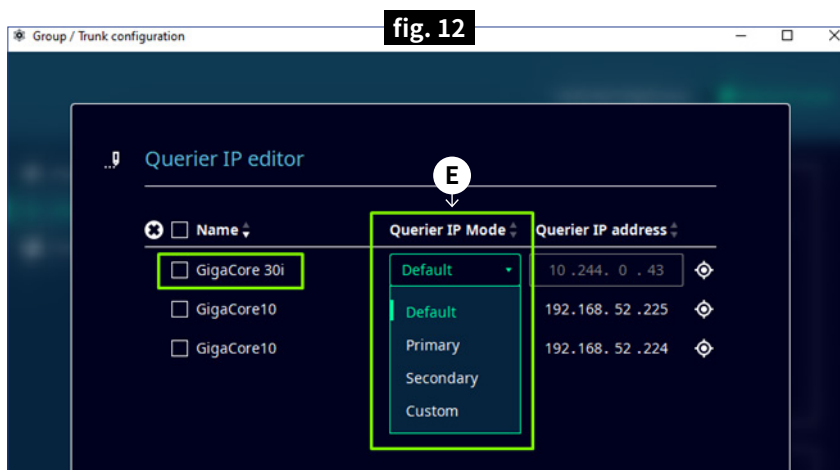 fig. 12
Group / Trunk configuration
Querier IP editor
E
Name Querier IP Mode Querier IP address
GigaCore 30i Default 10 .244. 0 . 43
GigaCore10 Default 192.168. 52 .225
Primary
GigaCore10 192.168. 52 .224
Secondary
Custom